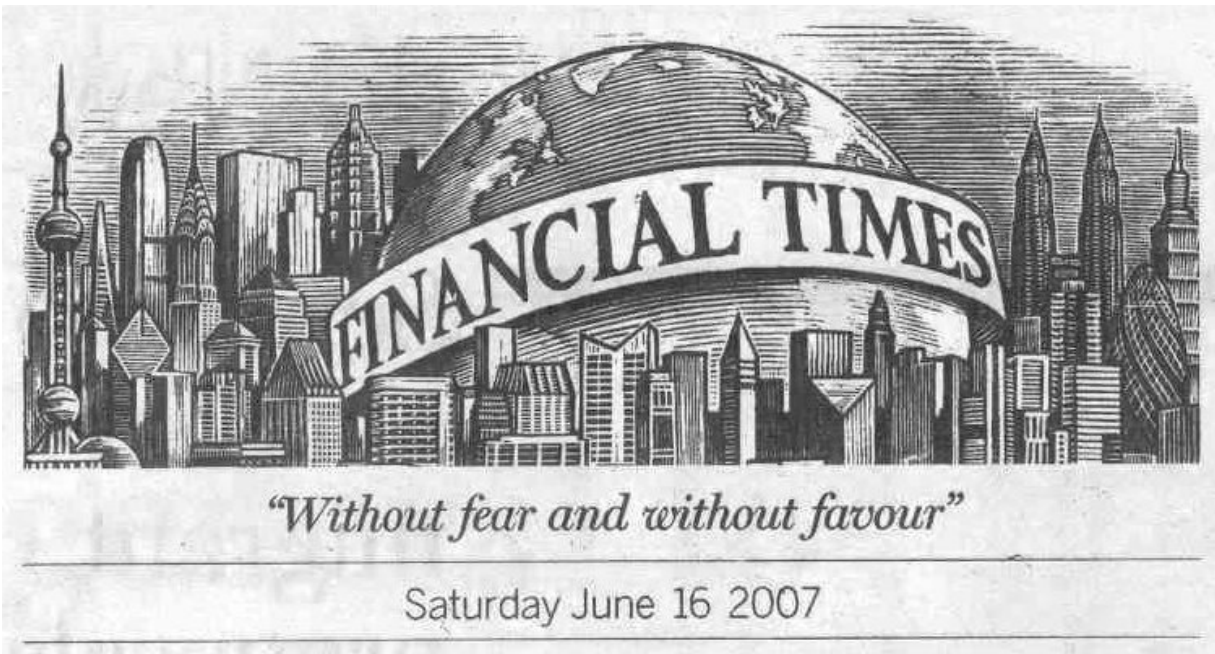 FINANCIAL TIMES
“Without fear and without favour”
Saturday June 16 2007